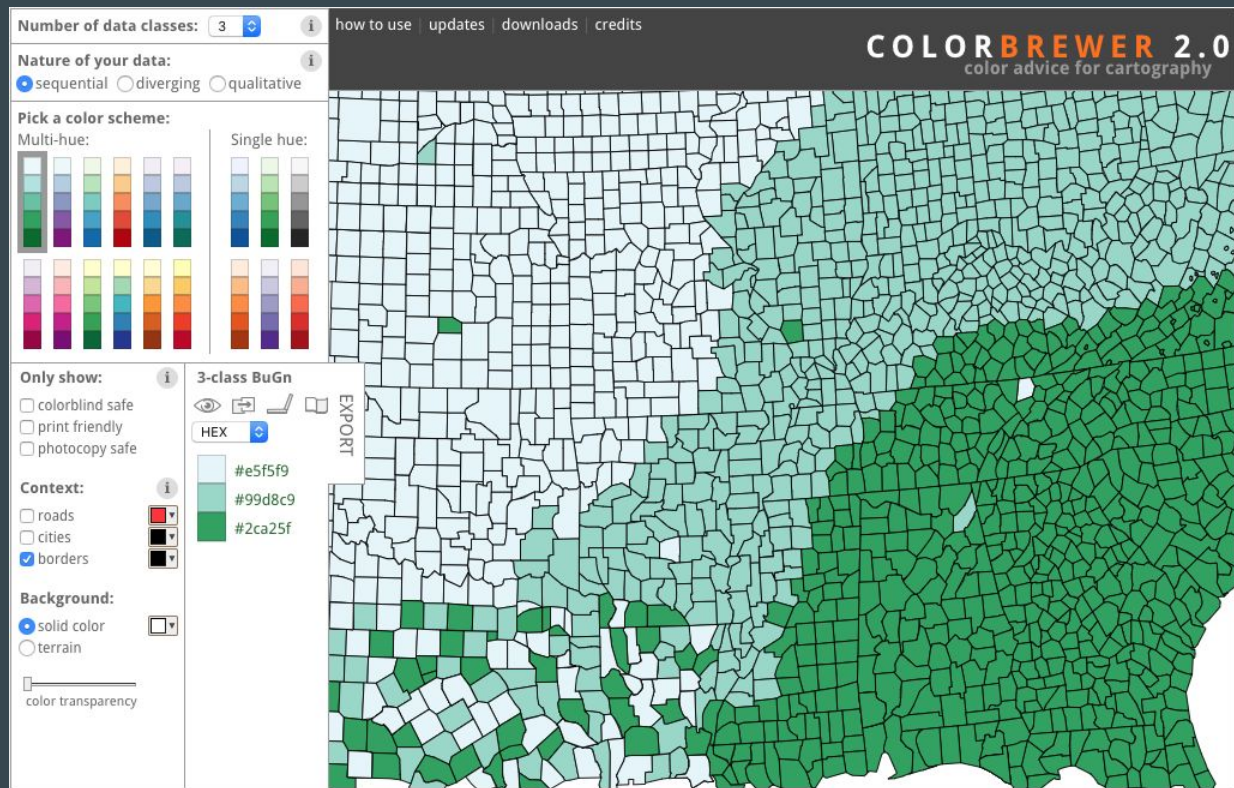 Number of data classes: 3 i
how to use | updates | downloads | credits
COLORBREWER 2.0
color advice for cartography
Nature of your data: i
sequential diverging qualitative
Pick a color scheme:
Multi-hue: Single hue:
Only show: i
colorblind safe
print friendly
photocopy safe
Context: i
roads
cities
borders
Background:
solid color
terrain
color transparency
3-class BuGn
EXPORT
HEX
#e5f5f9
#99d8c9
#2ca25f